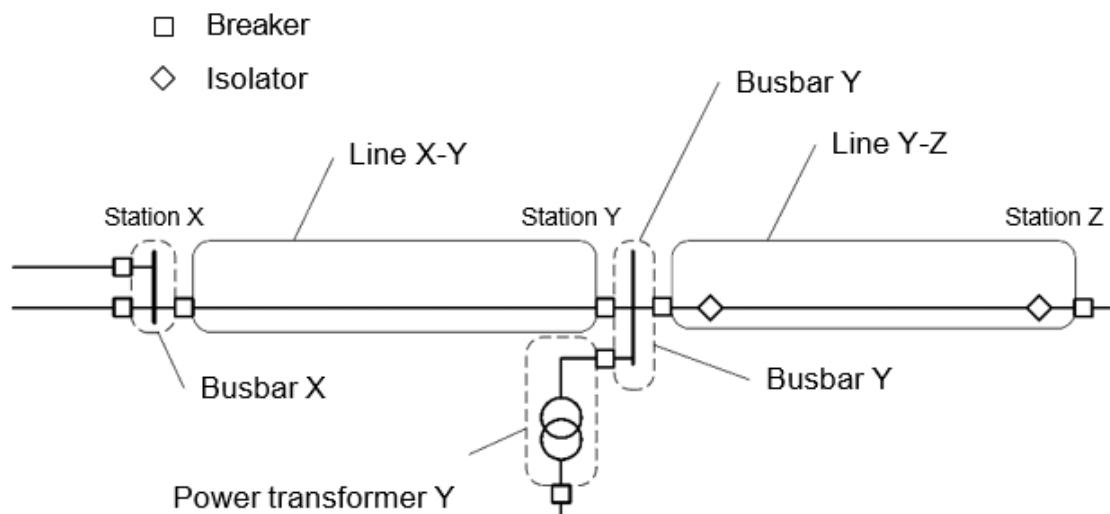 Breaker
Isolator
Busbar Y
Line X-Y
Line Y-Z
Station X
Station Y
Station Z
Busbar X
Busbar Y
Power transformer Y